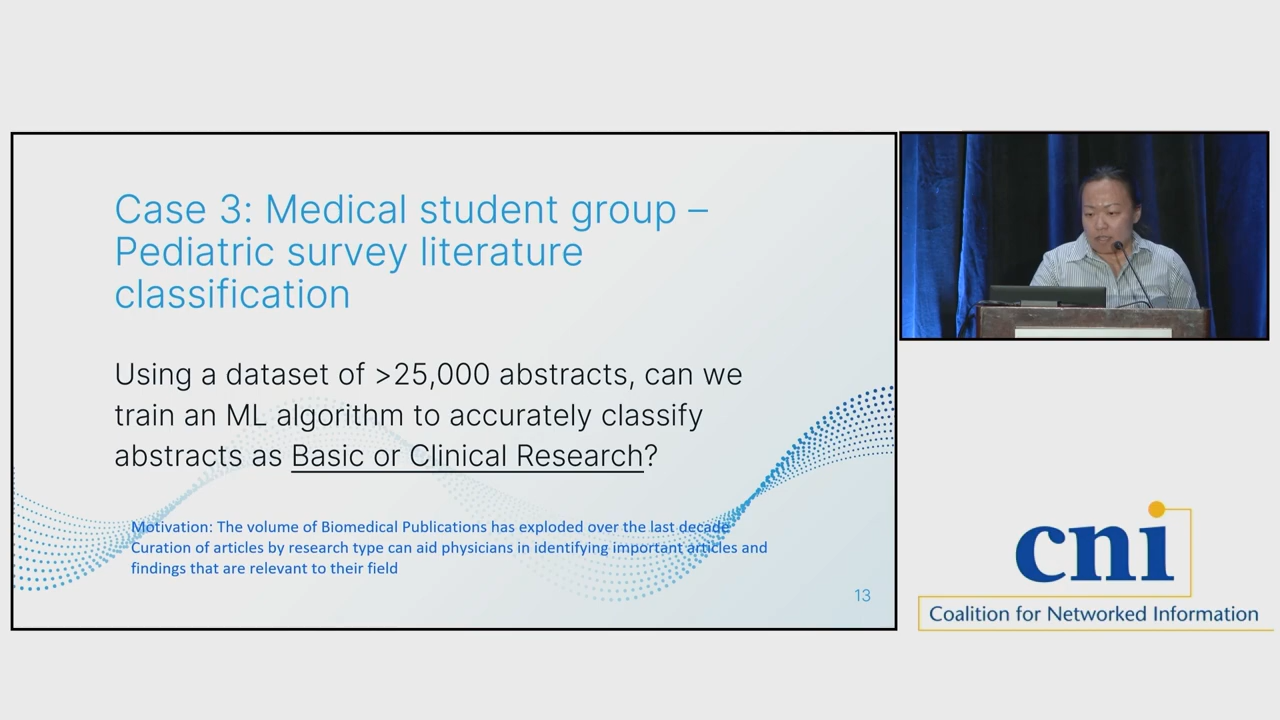 Case 3: Medical student group –
Pediatric survey literature
classification
Using a dataset of >25,000 abstracts, can we
train an ML algorithm to accurately classify
abstracts as Basic or Clinical Research?
Motivation: The volume of Biomedical Publications has exploded over the last decade
Curation of articles by research type can aid physicians in identifying important articles and
findings that are relevant to their field
13
cni
Coalition for Networked Information